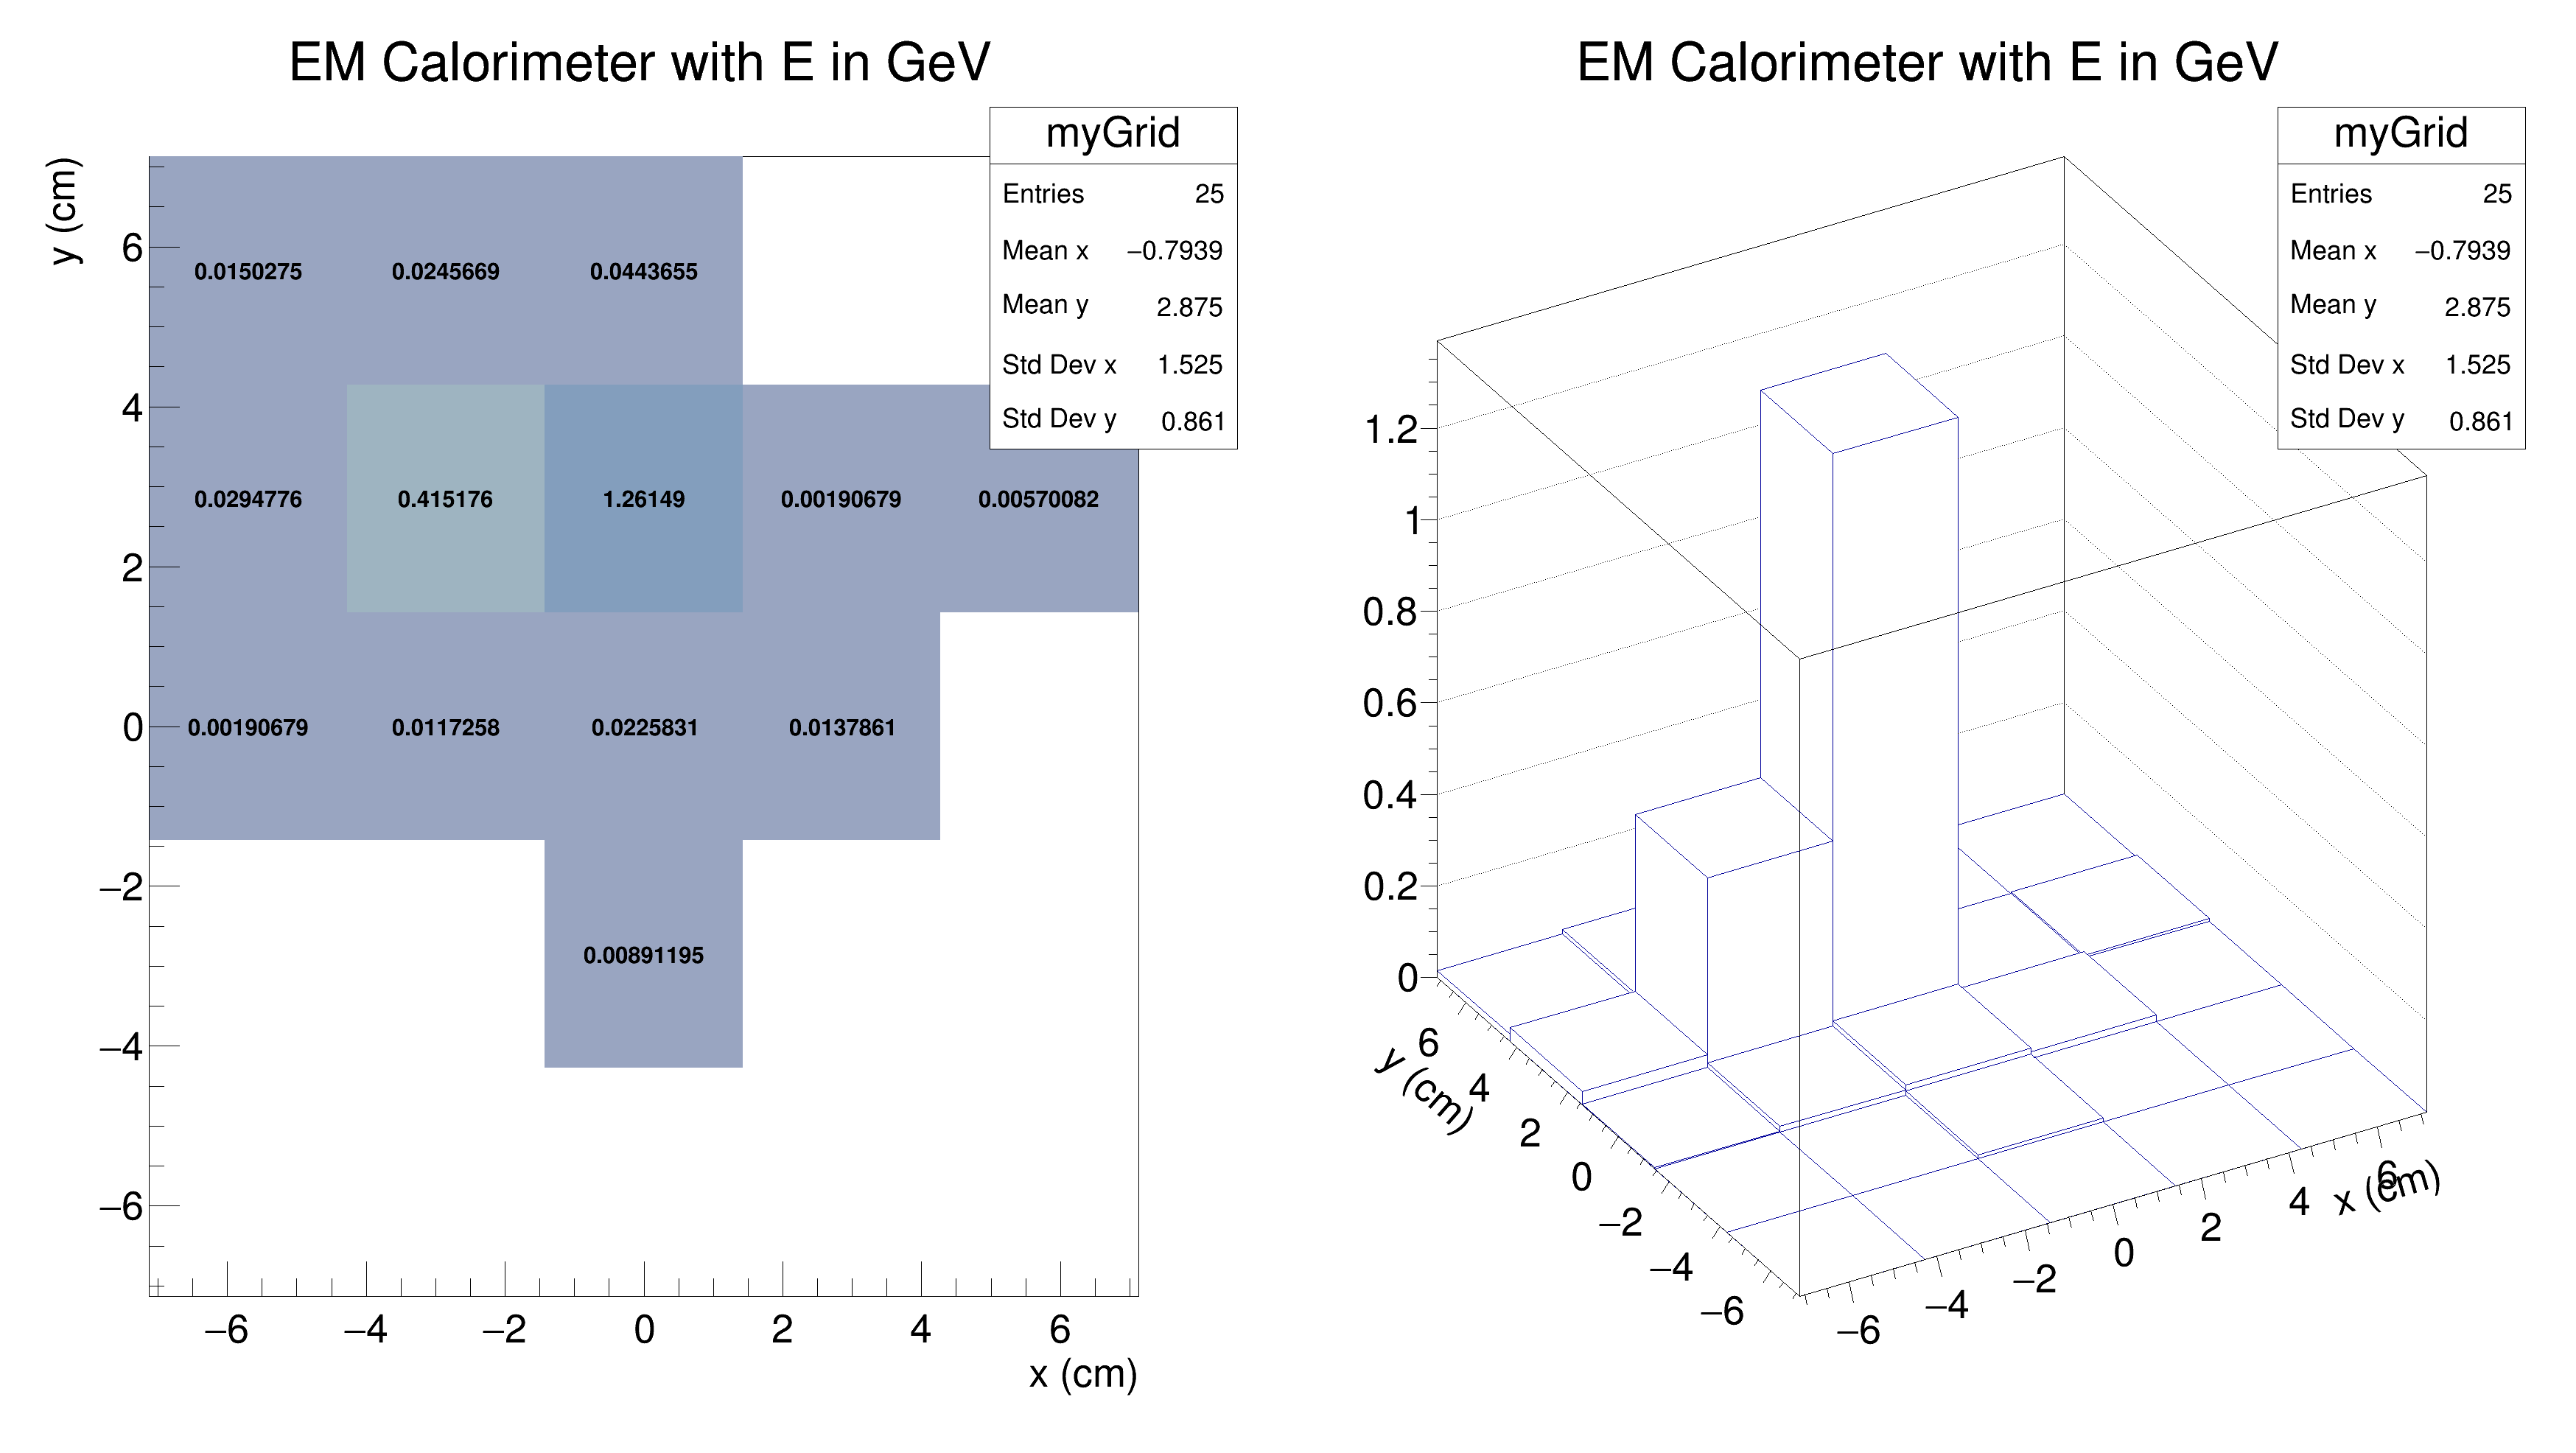 EM Calorimeter with E in GeV
myGrid
Entries 25
Mean x −0.7939
Mean y 2.875
Std Dev x 1.525
Std Dev y 0.861
y (cm)
6
4
2
0
−2
−4
−6
0.0150275 0.0245669 0.0443655
0.0294776 0.415176 1.26149 0.00190679 0.00570082
0.00190679 0.0117258 0.0225831 0.0137861
0.00891195
−6 −4 −2 0 2 4 6
x (cm)
EM Calorimeter with E in GeV
myGrid
Entries 25
Mean x −0.7939
Mean y 2.875
Std Dev x 1.525
Std Dev y 0.861
1.2
1
0.8
0.6
0.4
0.2
0
y (cm)
6
4
2
0
−2
−4
−6
−6 −4 −2 0 2 4 6
x (cm)